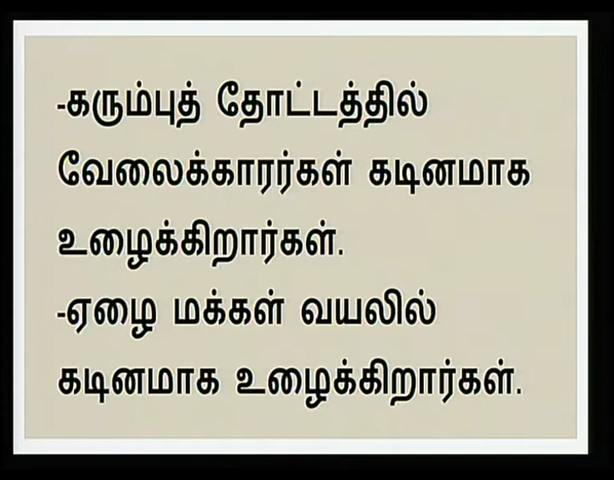 -கரும்புத் தோட்டத்தில்
வேலைக்காரர்கள் கடினமாக
உழைக்கிறார்கள்.
-ஏழை மக்கள் வயலில்
கடினமாக உழைக்கிறார்கள்.